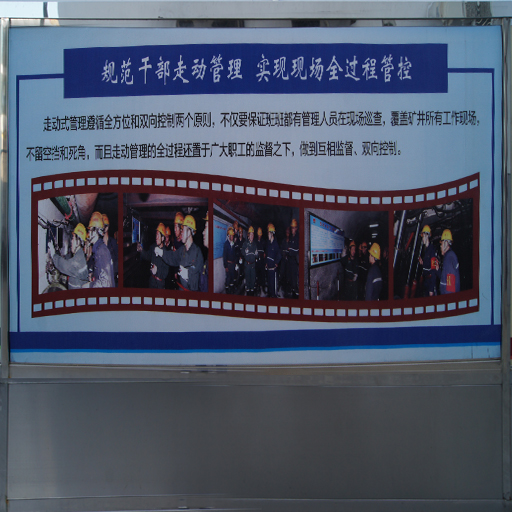 规范干部走动管理 实现现场全过程管控
走动式管理遵循全方位和双向控制两个原则，不仅要保证班班都有管理人员在现场巡查，覆盖矿井所有工作现场，
不留空挡和死角，而且走动管理的全过程还置于广大职工的监督之下，做到互相监督、双向控制。